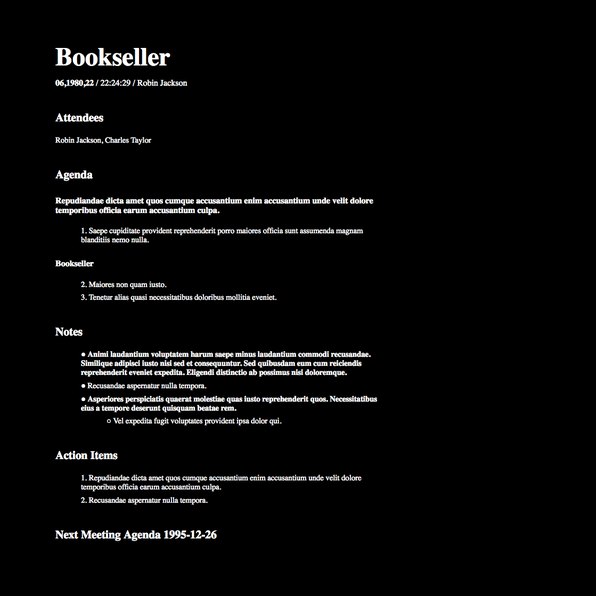 Bookseller
06,1980,22 / 22:24:29 / Robin Jackson
Attendees
Robin Jackson, Charles Taylor
Agenda
Repudiandae dicta amet quos cumque accusantium enim accusantium unde velit dolore
temporibus officia earum accusantium culpa.
1. Saepe cupiditate provident reprehenderit porro maiores officia sunt assumenda magnam
blanditiis nemo nulla.
Bookseller
2. Maiores non quam iusto.
3. Tenetur alias quasi necessitatibus doloribus mollitia eveniet.
Notes
● Animi laudantium voluptatem harum saepe minus laudantium commodi recusandae.
Similique adipisci iusto nisi sed et consequuntur. Sed quibusdam eum cum reiciendis
reprehenderit eveniet expedita. Eligendi distinctio ab possimus nisi doloremque.
● Recusandae aspernatur nulla tempora.
● Asperiores perspiciatis quaerat molestiae quas iusto reprehenderit quos. Necessitatibus
eius a tempore deserunt quisquam beatae rem.
○ Vel expedita fugit voluptates provident ipsa dolor qui.
Action Items
1. Repudiandae dicta amet quos cumque accusantium enim accusantium unde velit dolore
temporibus officia earum accusantium culpa.
2. Recusandae aspernatur nulla tempora.
Next Meeting Agenda 1995-12-26